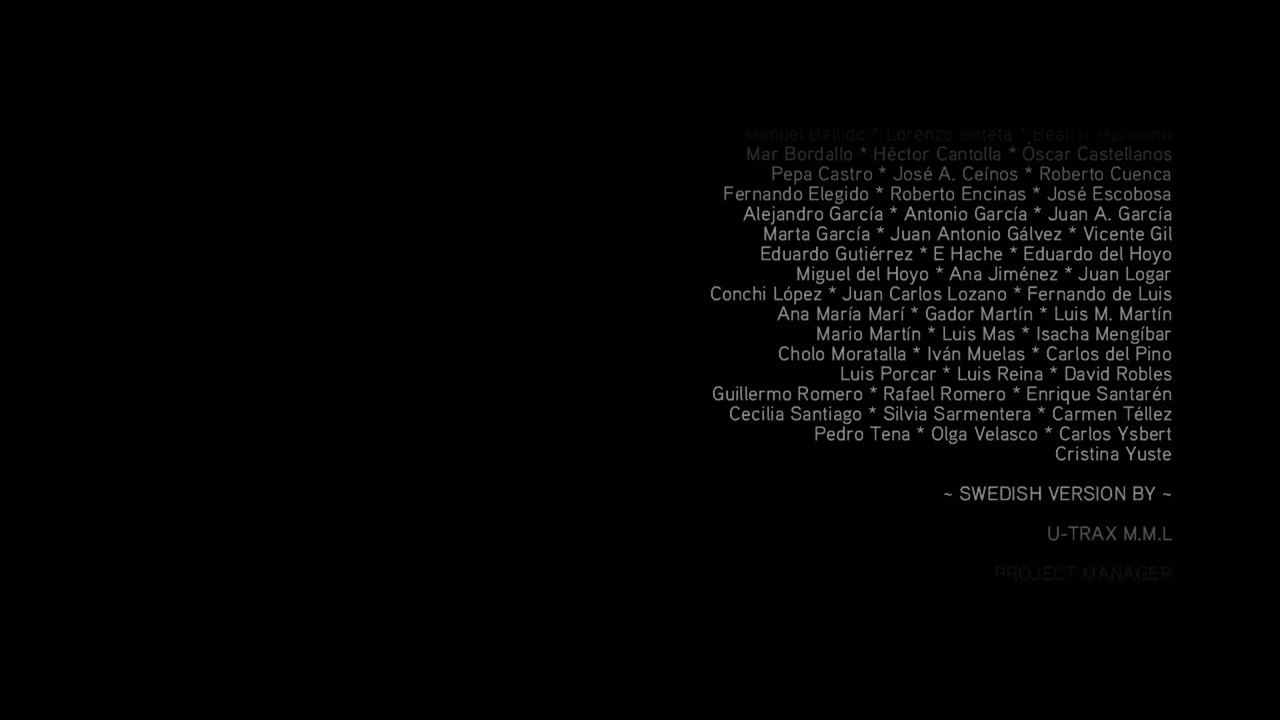 Manuel Bellido * Lorenzo Beteta * Beatriz
Mar Bordallo * Héctor Cantolla * Óscar Castellanos
Pepa Castro * José A. Ceínos * Roberto Cuenca
Fernando Elegido * Roberto Encinas * José Escobosa
Alejandro García * Antonio García * Juan A. García
Marta García * Juan Antonio Gálvez * Vicente Gil
Eduardo Gutiérrez * E Hache * Eduardo del Hoyo
Miguel del Hoyo * Ana Jiménez * Juan Logar
Conchi López * Juan Carlos Lozano * Fernando de Luis
Ana María Marí * Gador Martín * Luis M. Martín
Mario Martín * Luis Mas * Isacha Mengíbar
Cholo Moratalla * Iván Muelas * Carlos del Pino
Luis Porcar * Luis Reina * David Robles
Guillermo Romero * Rafael Romero * Enrique Santarén
Cecilia Santiago * Silvia Sarmentera * Carmen Téllez
Pedro Tena * Olga Velasco * Carlos Ysbert
Cristina Yuste
~ SWEDISH VERSION BY ~
U-TRAX M.M.L
PROJECT MANAGER